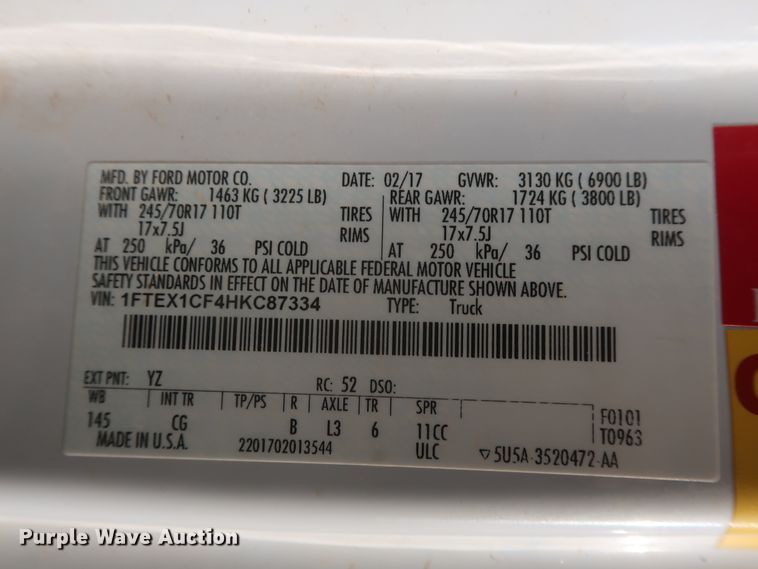 MFD. BY FORD MOTOR CO. DATE: 02/17 GVWR: 3130 KG ( 6900 LB)
FRONT GAWR: 1463 KG ( 3225 LB) REAR GAWR: 1724 KG ( 3800 LB)
WITH 245/70R17 110T TIRES WITH 245/70R17 110T TIRES
17x7.5J RIMS 17x7.5J RIMS
AT 250 kPa/ 36 PSI COLD AT 250 kPa/ 36 PSI COLD
THIS VEHICLE CONFORMS TO ALL APPLICABLE FEDERAL MOTOR VEHICLE
SAFETY STANDARDS IN EFFECT ON THE DATE OF MANUFACTURE SHOWN ABOVE.
VIN: 1FTEX1CF4HKC87334 TYPE: Truck
EXT PNT: YZ RC: 52 DSO:
WB INT TR TP/PS R AXLE TR SPR
145 CG B L3 6 11CC F0101
MADE IN U.S.A. 2201702013544 ULC T0963
▽5U5A-3520472-AA
Purple Wave Auction